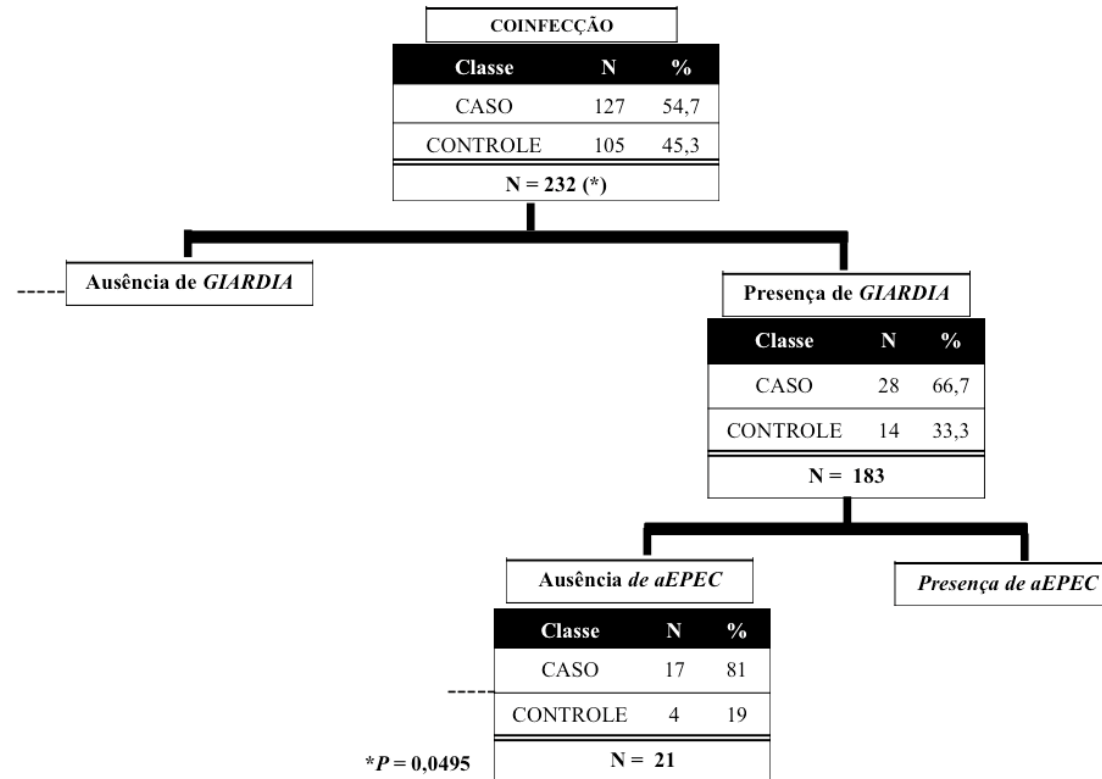 COINFECÇÃO
Classe N %
CASO 127 54,7
CONTROLE 105 45,3
N = 232 (*)
Ausência de GIARDIA
Presença de GIARDIA
Classe N %
CASO 28 66,7
CONTROLE 14 33,3
N = 183
Ausência de aEPEC
Presença de aEPEC
Classe N %
CASO 17 81
CONTROLE 4 19
N = 21
*P = 0,0495